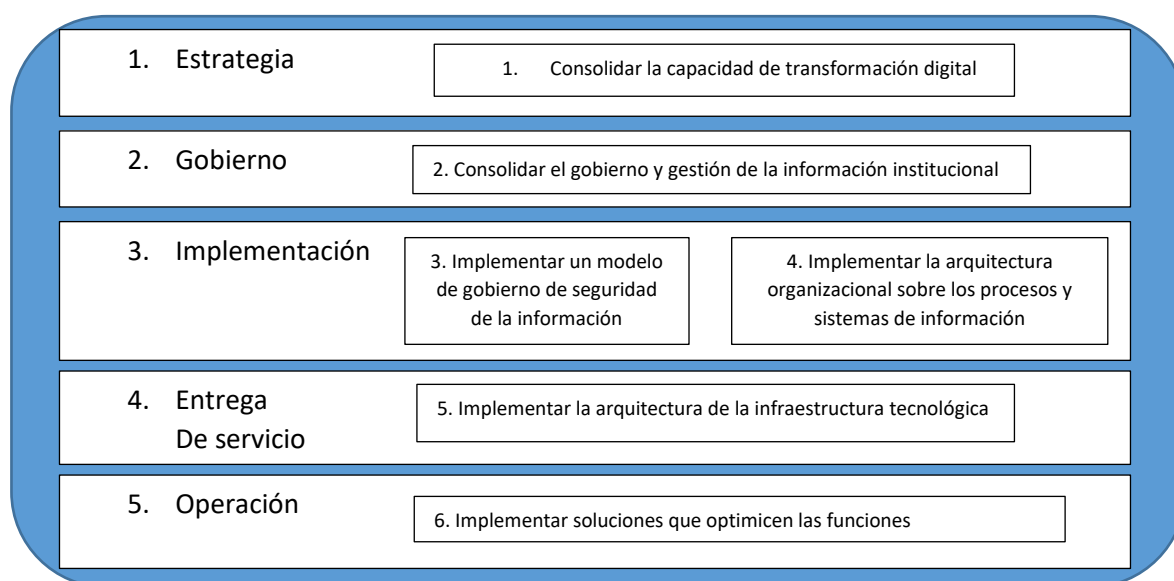 1. Estrategia
1. Consolidar la capacidad de transformación digital
2. Gobierno
2. Consolidar el gobierno y gestión de la información institucional
3. Implementación
3. Implementar un modelo
de gobierno de seguridad
de la información
4. Implementar la arquitectura
organizacional sobre los procesos y
sistemas de información
4. Entrega
De servicio
5. Implementar la arquitectura de la infraestructura tecnológica
5. Operación
6. Implementar soluciones que optimicen las funciones